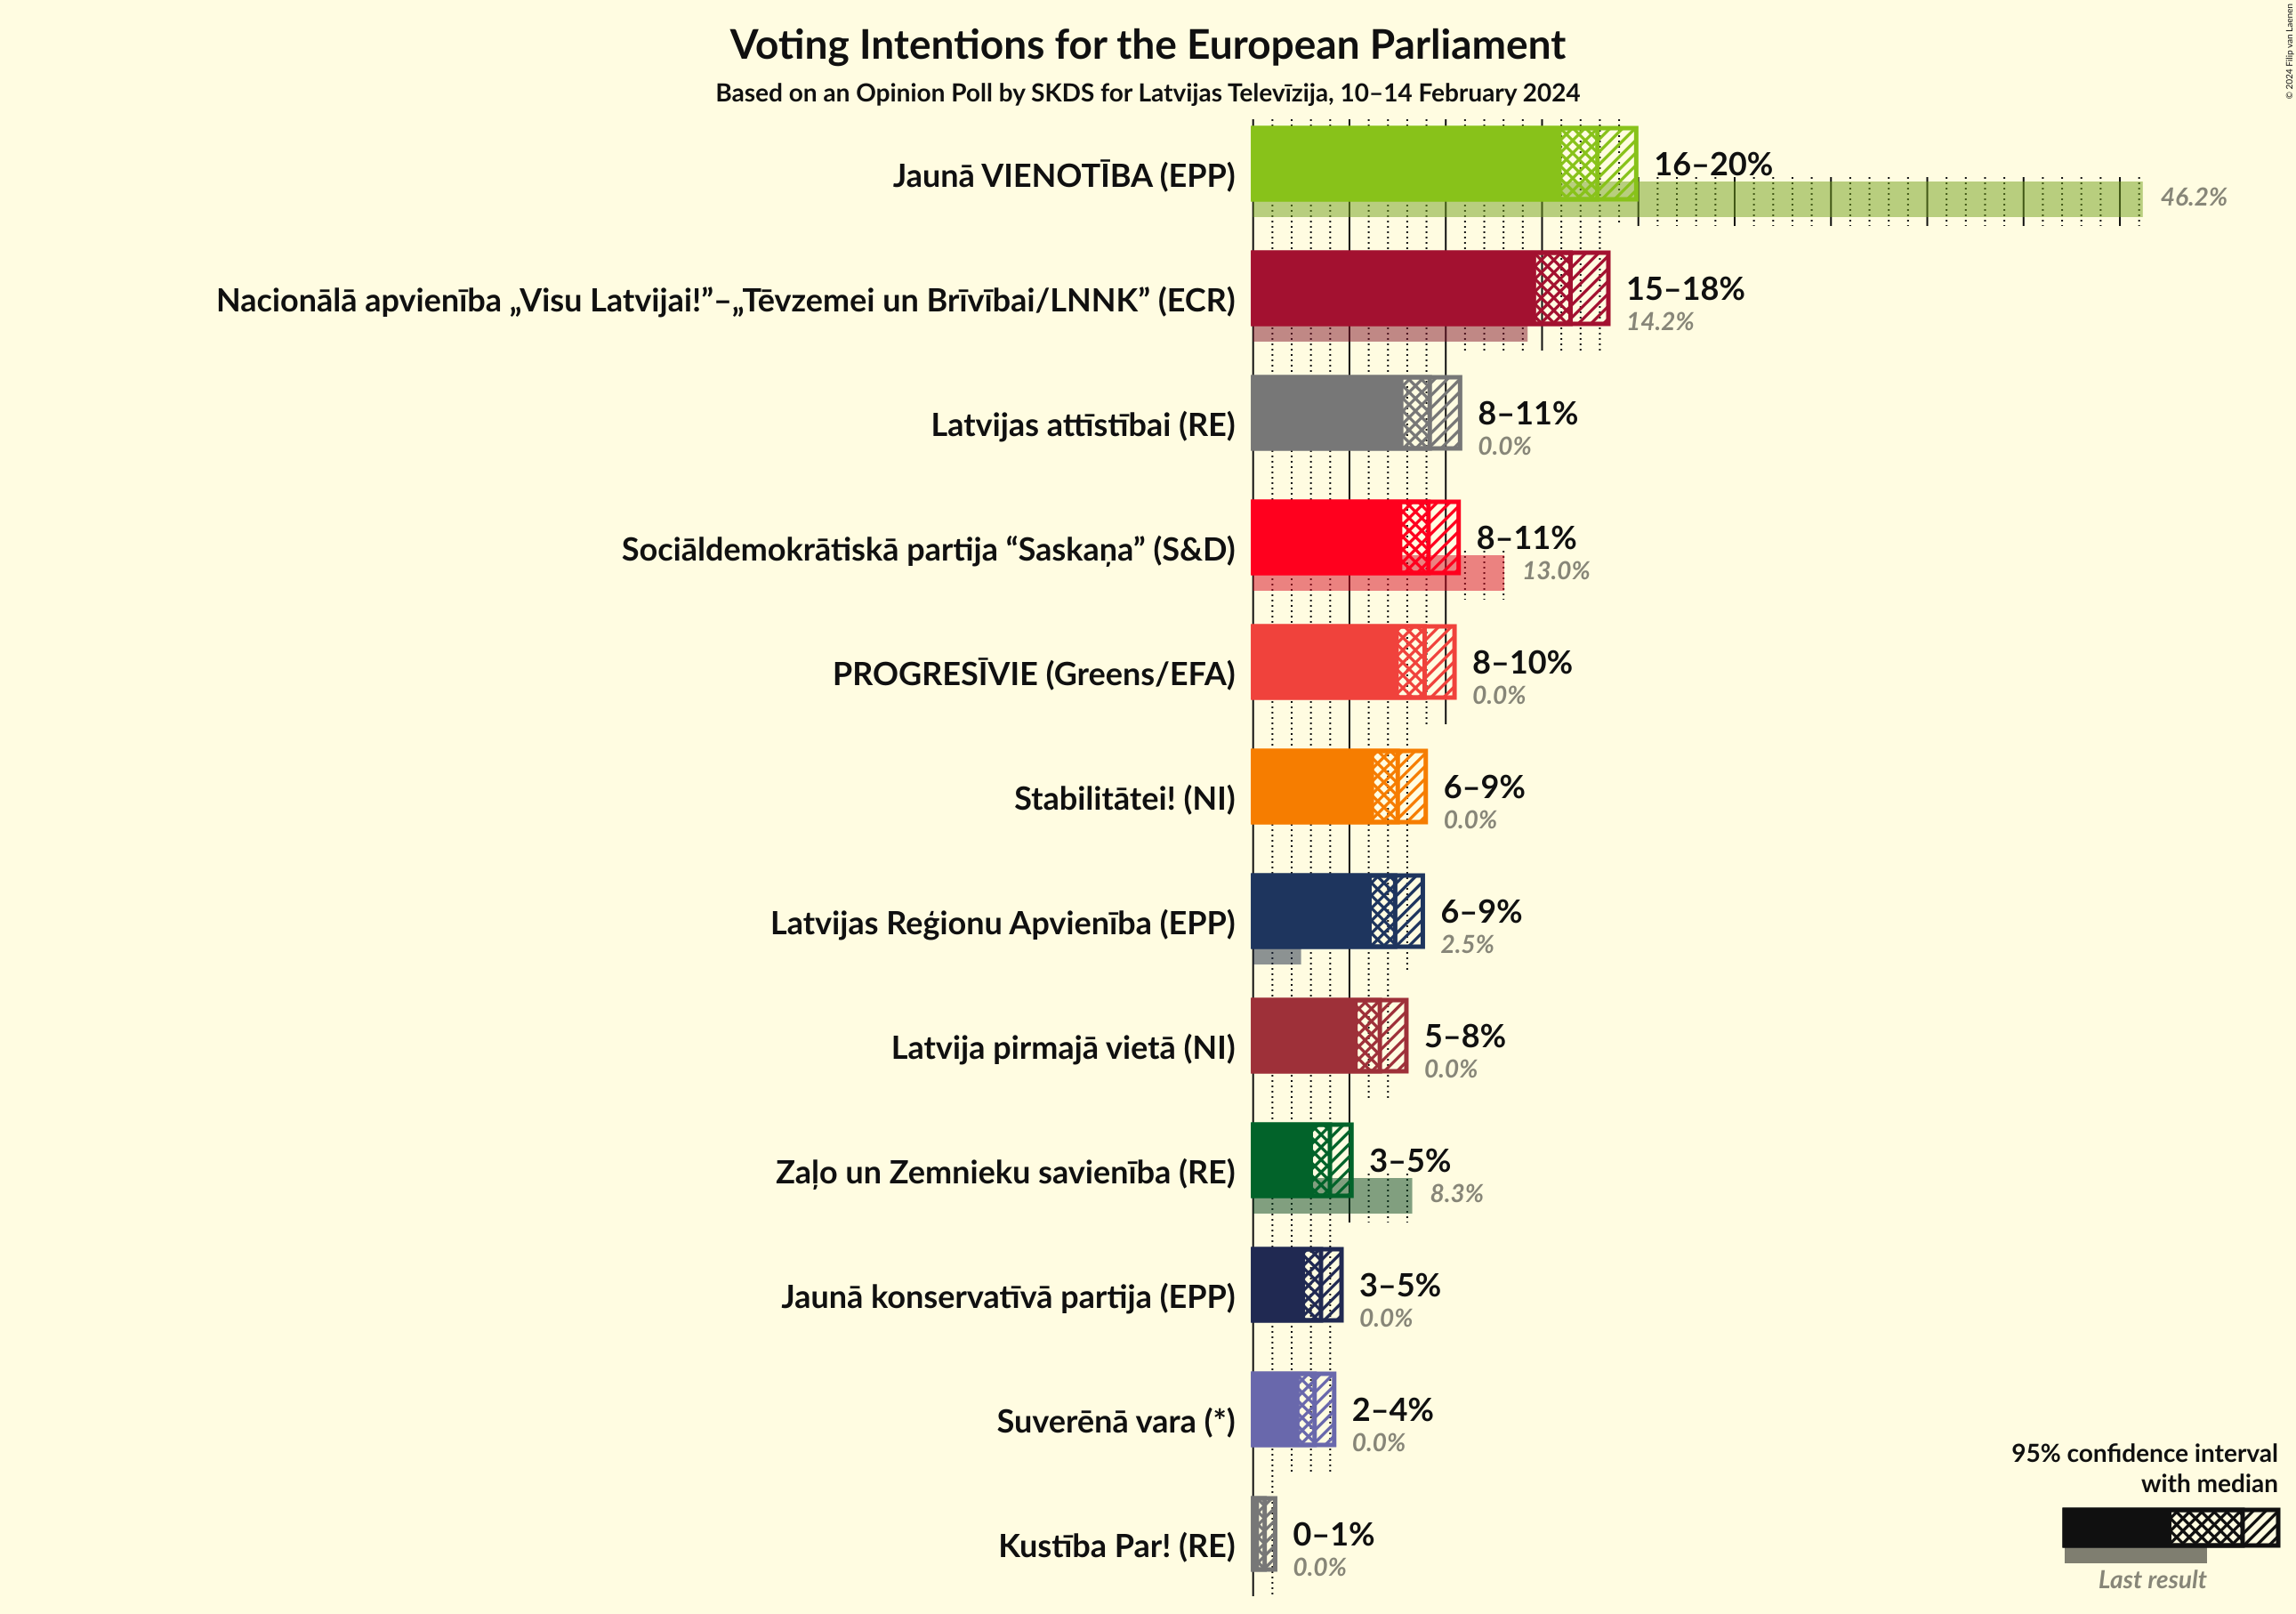 Voting Intentions for the European Parliament
Based on an Opinion Poll by SKDS for Latvijas Televīzija, 10–14 February 2024
© 2024 Filip van Laenen
Jaunā VIENOTĪBA (EPP)
16–20%
46.2%
Nacionālā apvienība „Visu Latvijai!”–„Tēvzemei un Brīvībai/LNNK” (ECR)
15–18%
14.2%
Latvijas attīstībai (RE)
8–11%
0.0%
Sociāldemokrātiskā partija “Saskaņa” (S&D)
8–11%
13.0%
PROGRESĪVIE (Greens/EFA)
8–10%
0.0%
Stabilitātei! (NI)
6–9%
0.0%
Latvijas Reģionu Apvienība (EPP)
6–9%
2.5%
Latvija pirmajā vietā (NI)
5–8%
0.0%
Zaļo un Zemnieku savienība (RE)
3–5%
8.3%
Jaunā konservatīvā partija (EPP)
3–5%
0.0%
Suverēnā vara (*)
2–4%
0.0%
Kustība Par! (RE)
0–1%
0.0%
95% confidence interval
with median
Last result